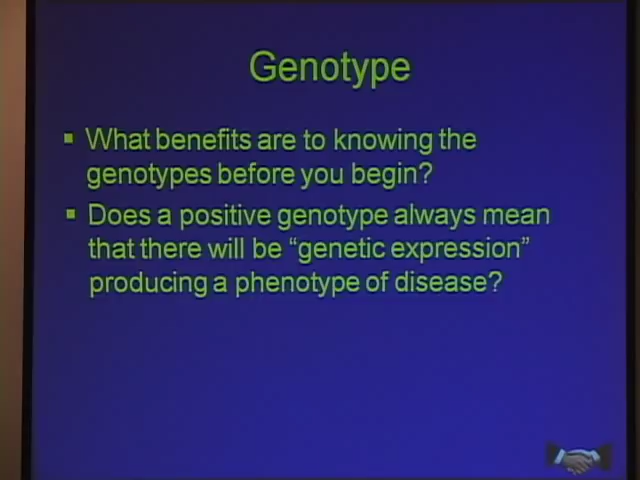 Genotype
▪ What benefits are to knowing the
genotypes before you begin?
▪ Does a positive genotype always mean
that there will be “genetic expression”
producing a phenotype of disease?